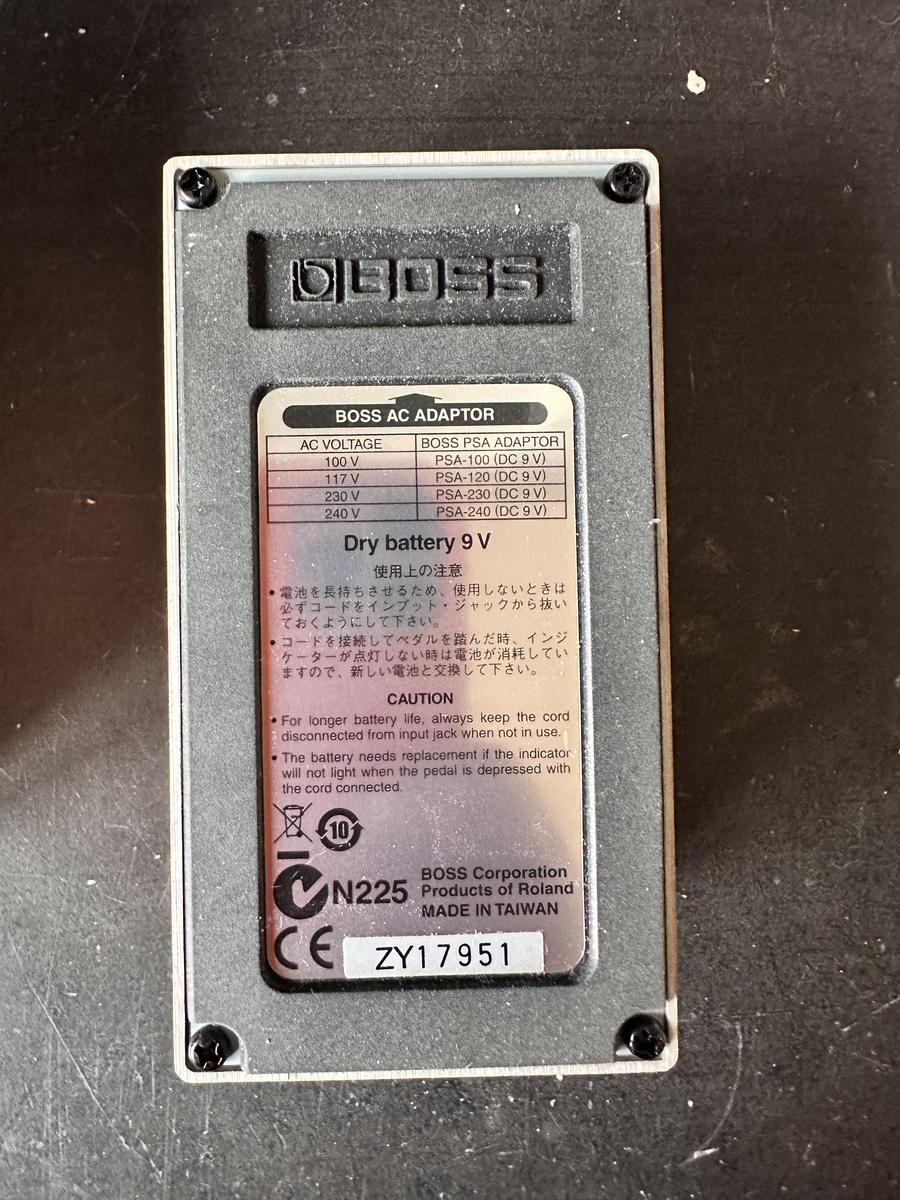 BOSS
BOSS AC ADAPTOR
AC VOLTAGE BOSS PSA ADAPTOR
100 V PSA-100 (DC 9 V)
117 V PSA-120 (DC 9 V)
230 V PSA-230 (DC 9 V)
240 V PSA-240 (DC 9 V)
Dry battery 9 V
使用上の注意
• 電池を長持ちさせるため、使用しないときは
必ずコードをインプット・ジャックから抜い
ておくようにして下さい。
• コードを接続してペダルを踏んだ時、インジ
ケーターが点灯しない時は電池が消耗してい
ますので、新しい電池と交換して下さい。
CAUTION
• For longer battery life, always keep the cord
disconnected from input jack when not in use.
• The battery needs replacement if the indicator
will not light when the pedal is depressed with
the cord connected.
10
N225
BOSS Corporation
Products of Roland
MADE IN TAIWAN
CE
ZY17951